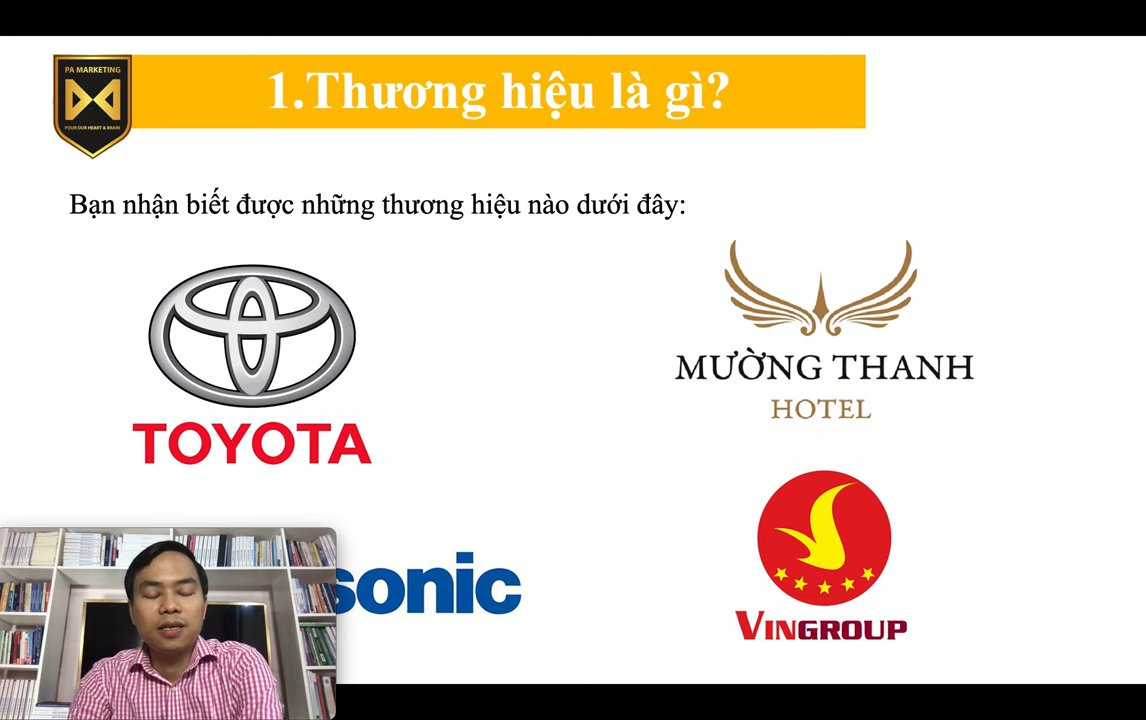 PA MARKETING
POUR OUR HEART & BRAIN
1.Thương hiệu là gì?
Bạn nhận biết được những thương hiệu nào dưới đây:
TOYOTA
MƯỜNG THANH
HOTEL
sonic
VINGROUP